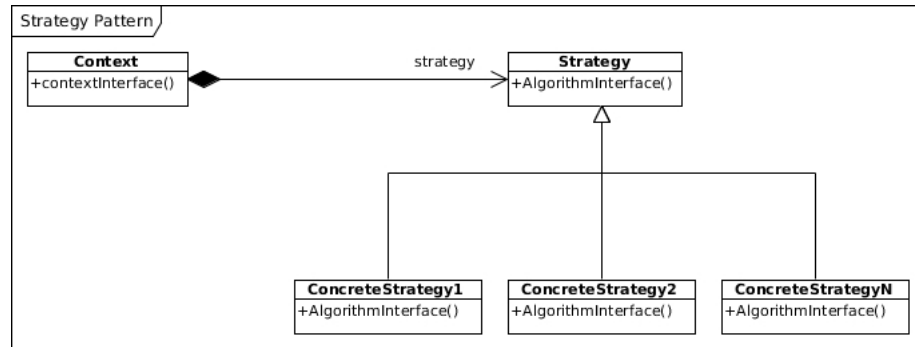 Strategy Pattern
Context
+contextInterface()
strategy
Strategy
+AlgorithmInterface()
ConcreteStrategy1
+AlgorithmInterface()
ConcreteStrategy2
+AlgorithmInterface()
ConcreteStrategyN
+AlgorithmInterface()